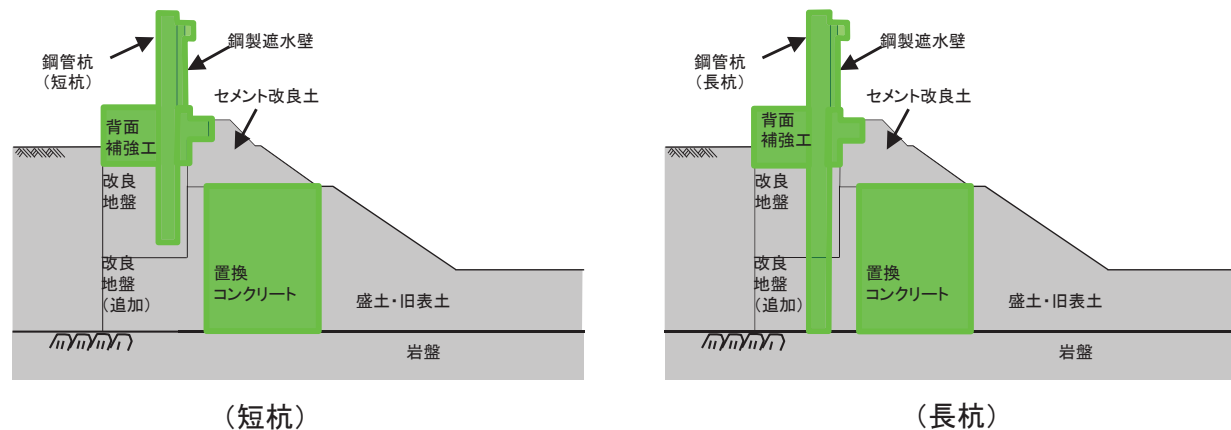 鋼管杭
(短杭)
鋼製遮水壁
セメント改良土
背面
補強工
改良
地盤
改良
地盤
(追加)
置換
コンクリート
盛土・旧表土
岩盤
(短杭)
鋼管杭
(長杭)
鋼製遮水壁
セメント改良土
背面
補強工
改良
地盤
改良
地盤
(追加)
置換
コンクリート
盛土・旧表土
岩盤
(長杭)